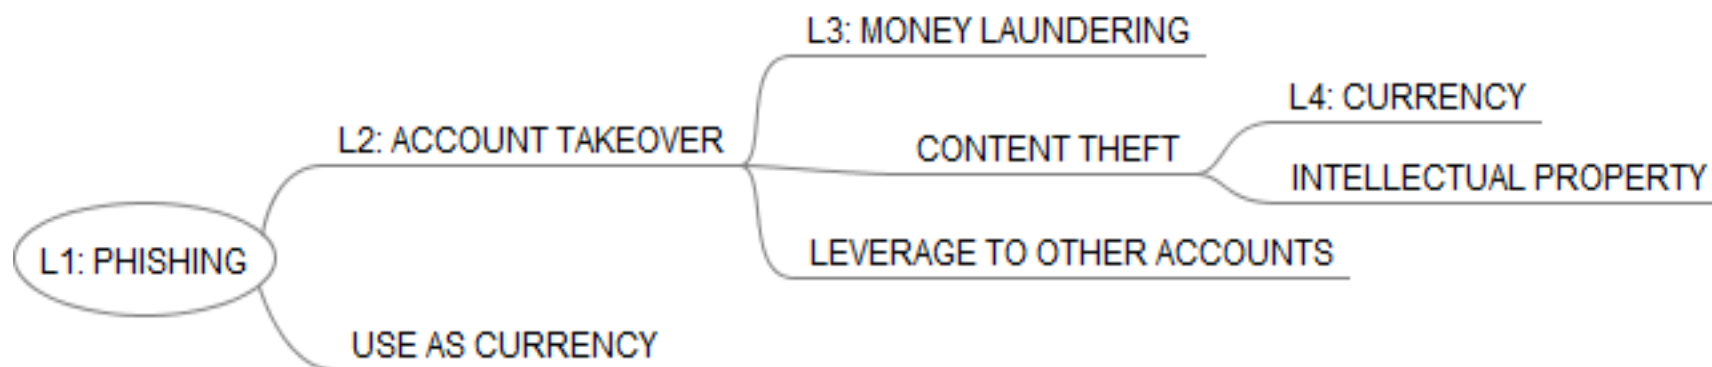 L3: MONEY LAUNDERING
L4: CURRENCY
L2: ACCOUNT TAKEOVER
CONTENT THEFT
INTELLECTUAL PROPERTY
L1: PHISHING
LEVERAGE TO OTHER ACCOUNTS
USE AS CURRENCY